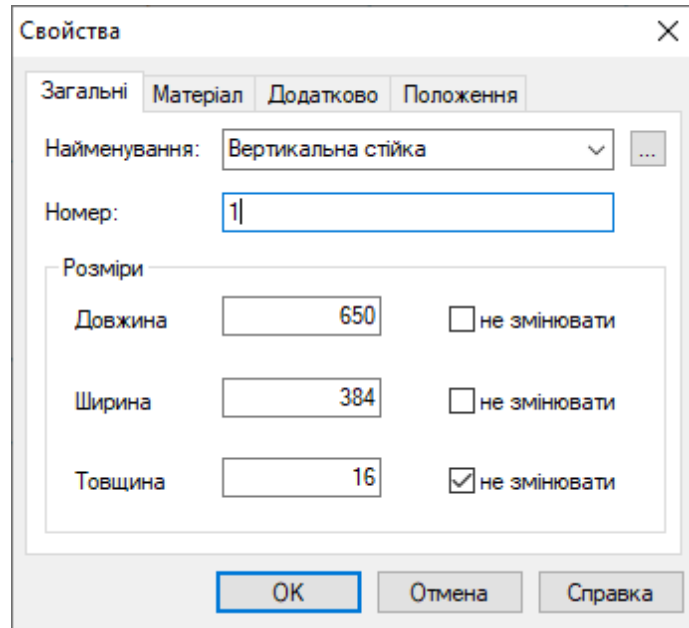 Свойства
Загальні Матеріал Додатково Положення
Найменування: Вертикальна стійка ...
Номер: 1
Розміри
Довжина 650 не змінювати
Ширина 384 не змінювати
Товщина 16 не змінювати
OK Отмена Справка